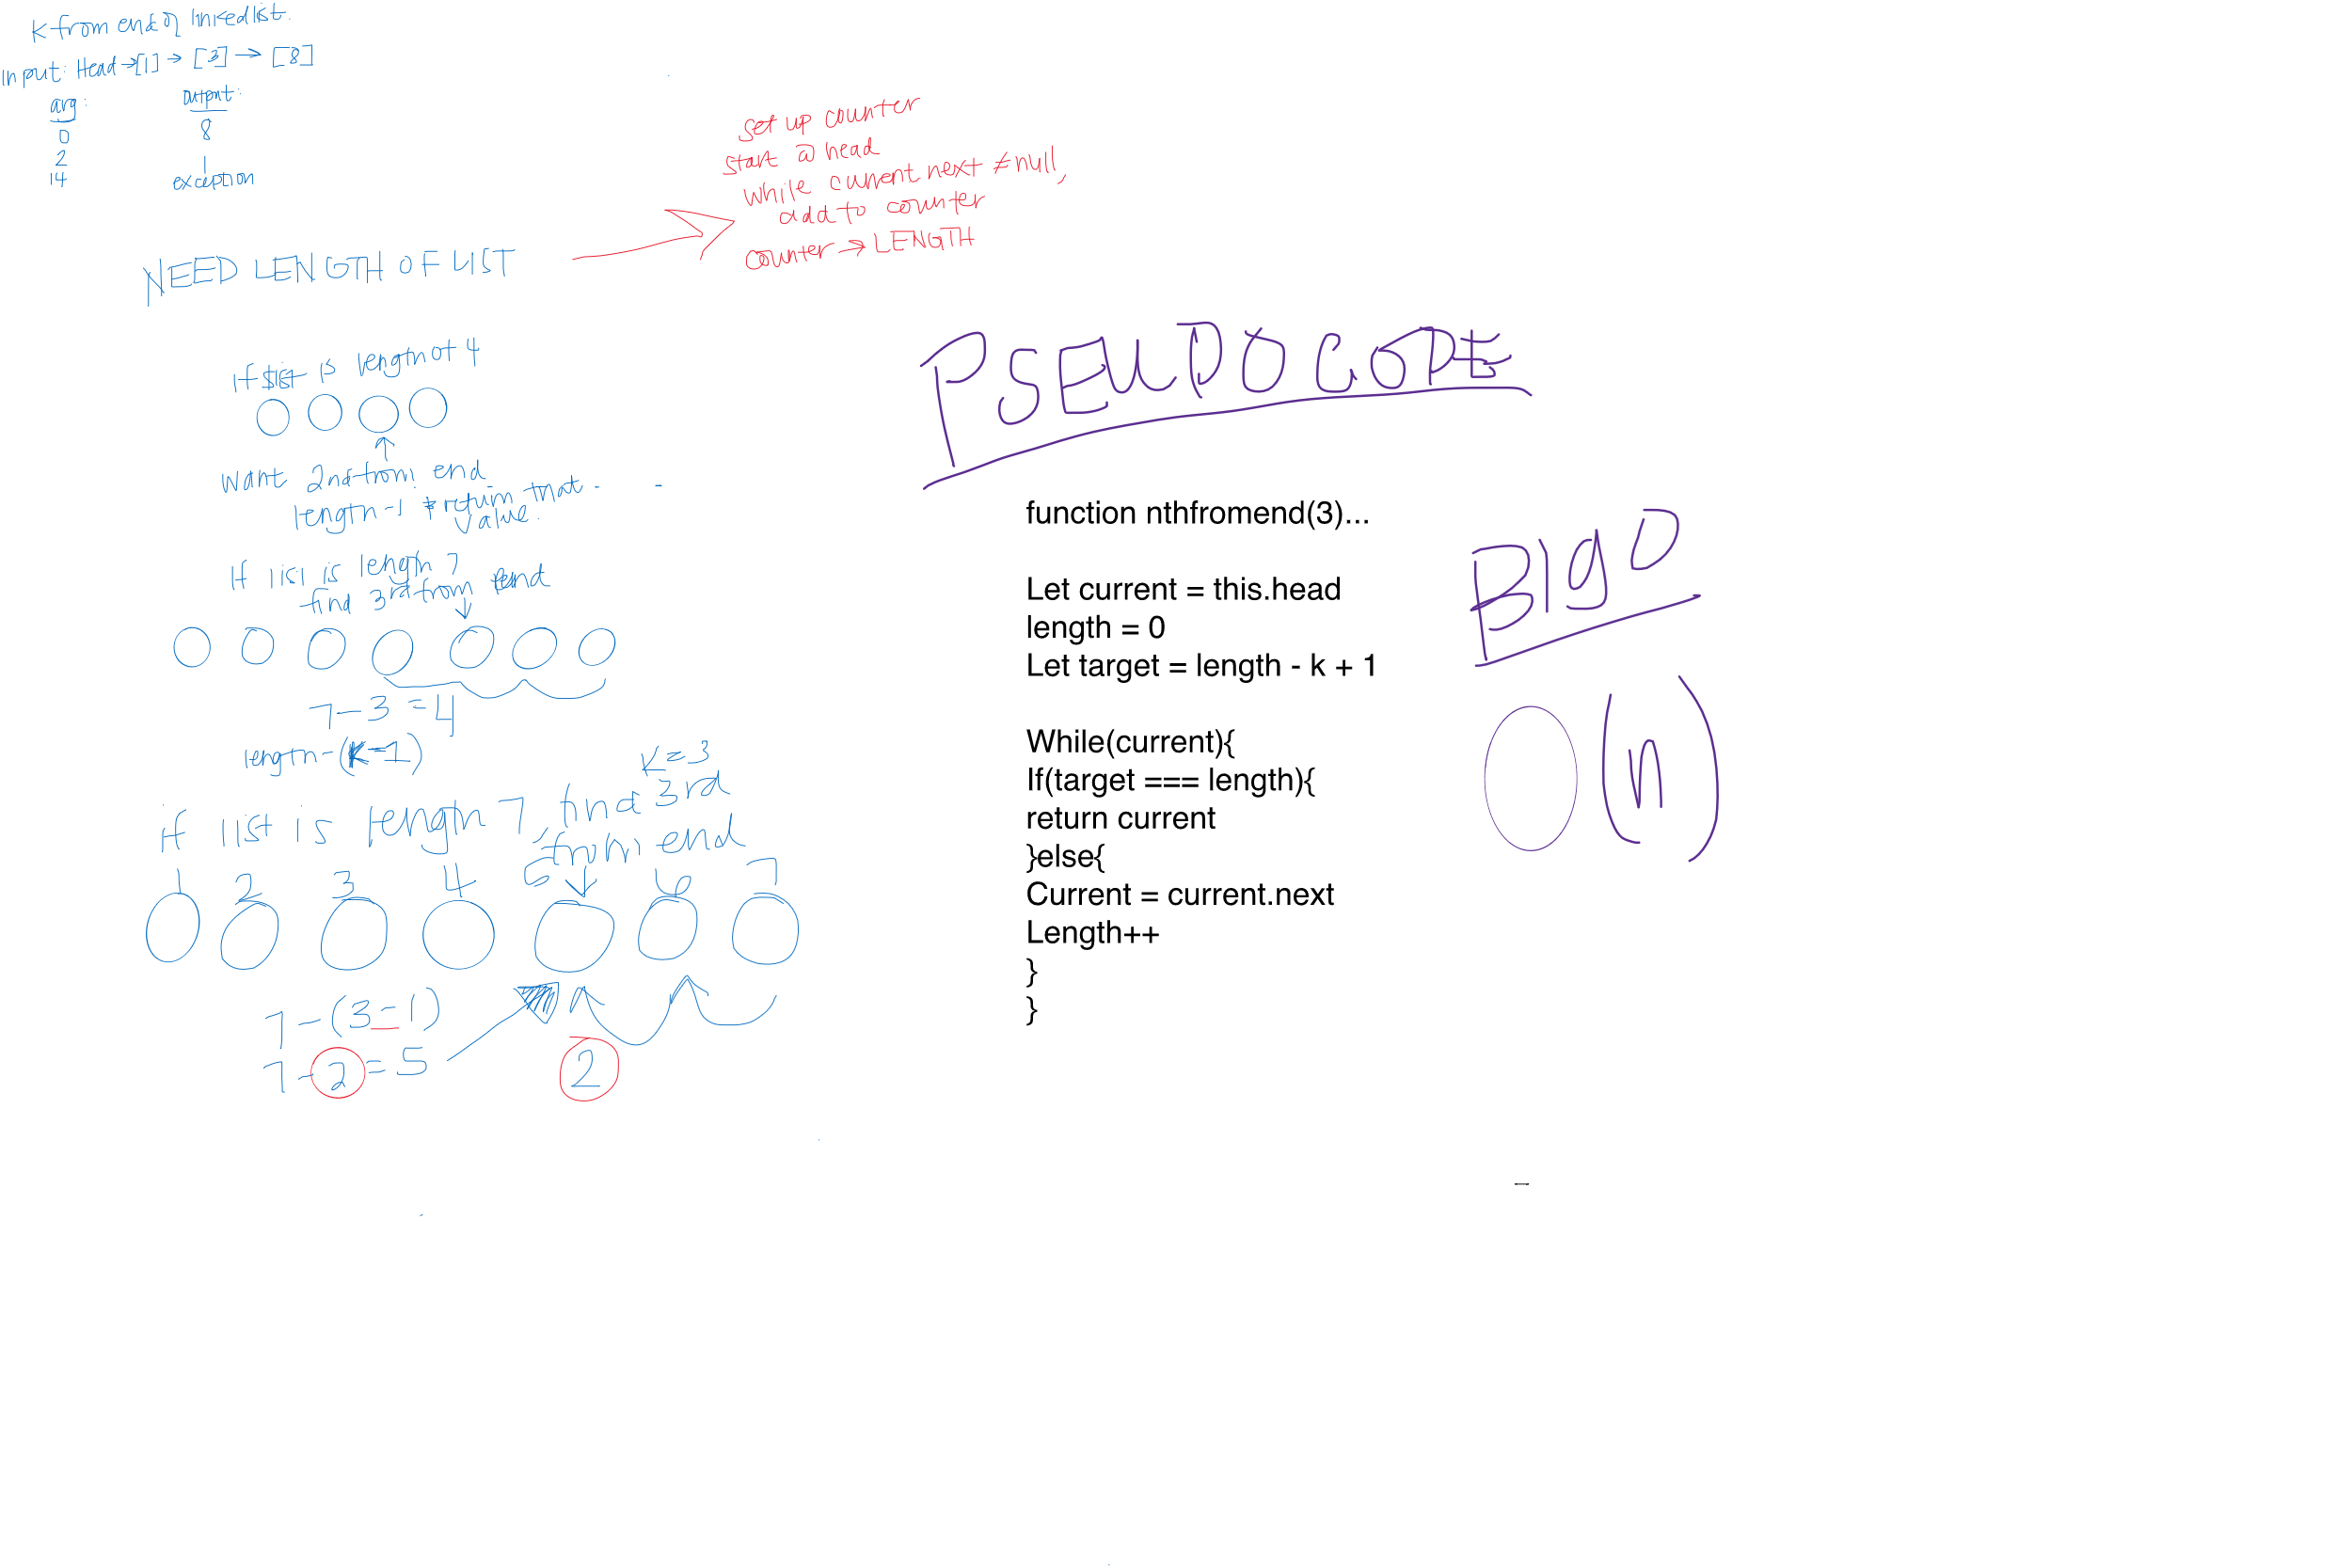 K from end of linked list.
Input: Head → [1] → [3] → [8]
arg: output:
0 8
2 1
14 exception
NEED LENGTH OF LIST
set up counter
start @ head
while current next ≠ null,
add to counter
counter → LENGTH
if list is length of 4
want 2nd from end
length -1 & return that
value.
If list is length 7
find 3rd from end
7-3=4
length-(k-1)
K=3
if list is length 7, find 3rd
from end
1 2 3 4 5 6 7
7-(3-1)
7-2=5
2
PSEUDOCODE
function nthfromend(3)...
Let current = this.head
length = 0
Let target = length - k + 1
While(current){
If(target === length){
return current
}else{
Current = current.next
Length++
}
}
BIg O
O(n)